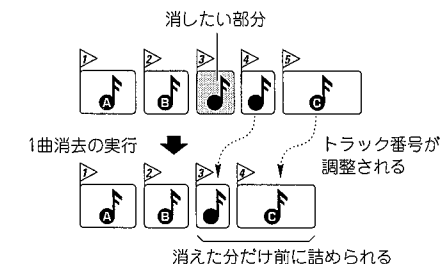 消したい部分
1 2 3 4 5
A B C
1曲消去の実行
トラック番号が
調整される
1 2 3 4
A B C
消えた分だけ前に詰められる